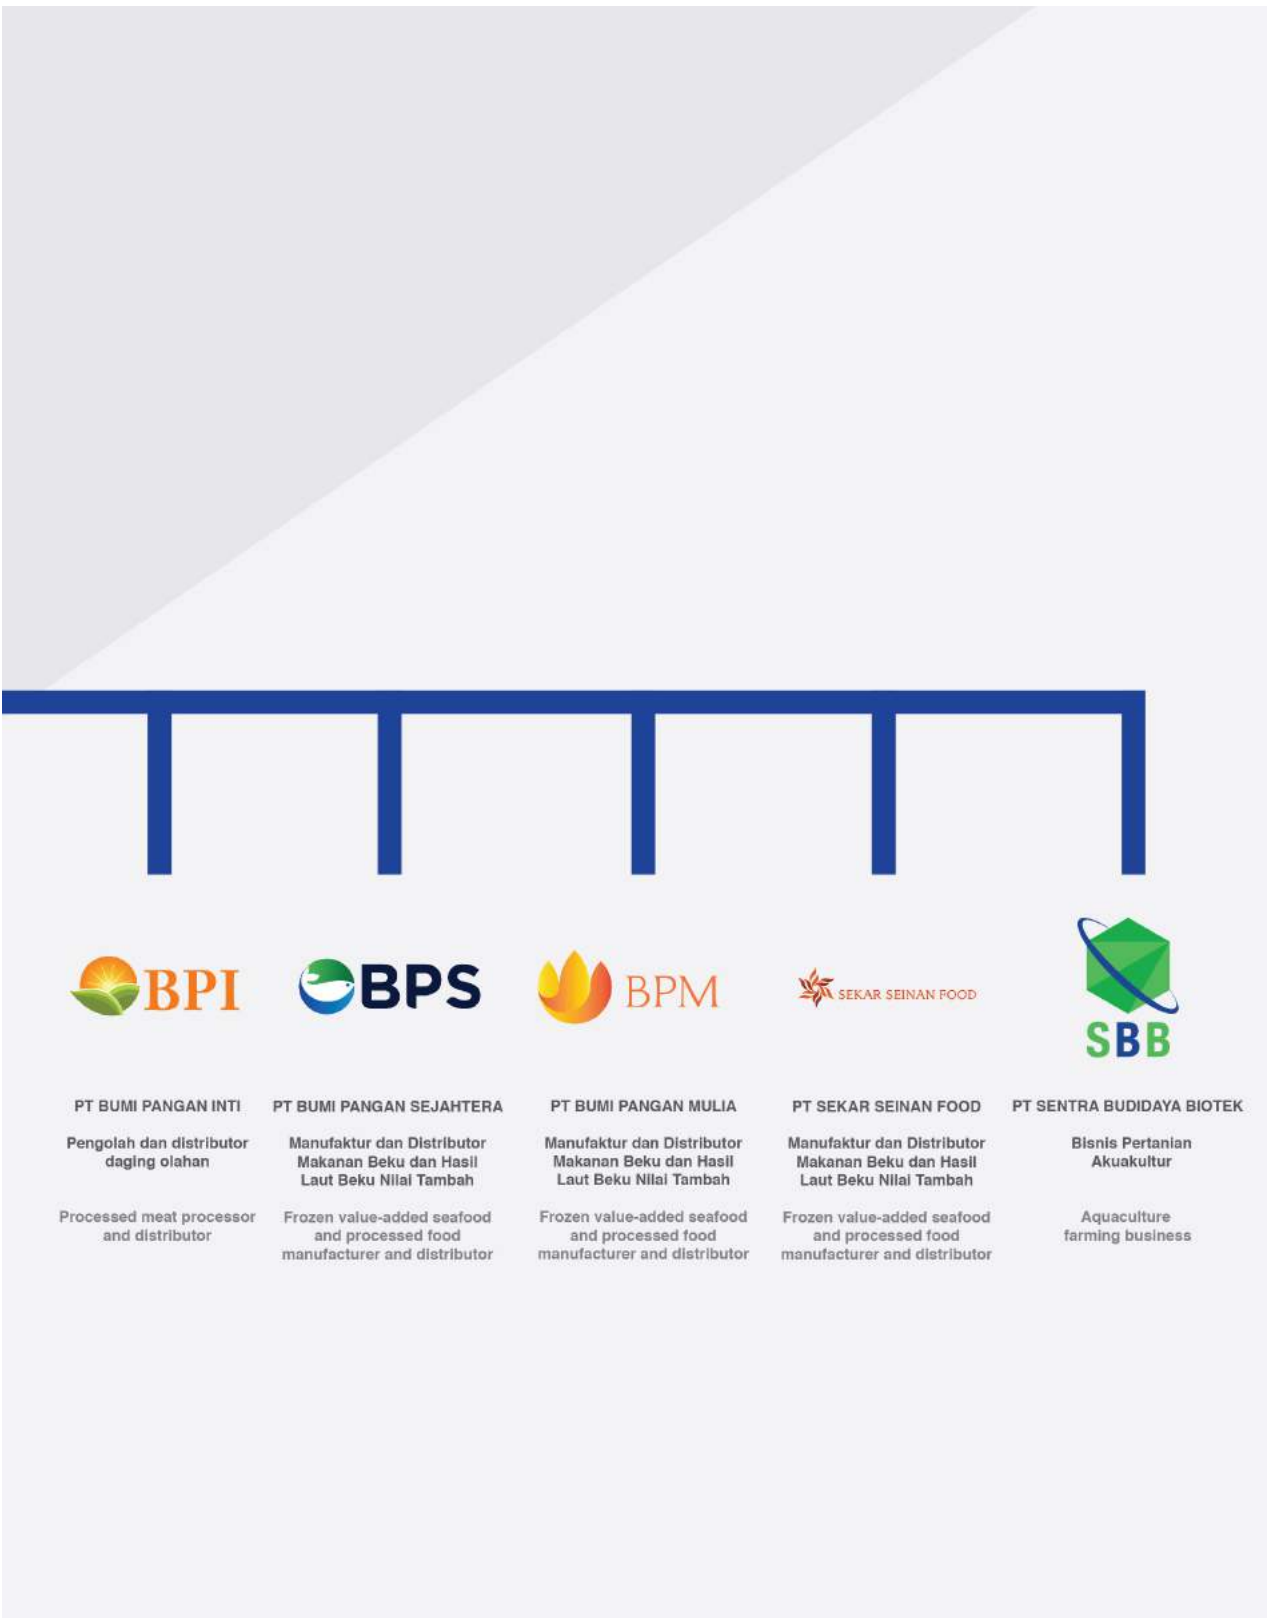 BPI
BPS
BPM
SEKAR SEINAN FOOD
SBB
PT BUMI PANGAN INTI
Pengolah dan distributor
daging olahan
Processed meat processor
and distributor
PT BUMI PANGAN SEJAHTERA
Manufaktur dan Distributor
Makanan Beku dan Hasil
Laut Beku Nilai Tambah
Frozen value-added seafood
and processed food
manufacturer and distributor
PT BUMI PANGAN MULIA
Manufaktur dan Distributor
Makanan Beku dan Hasil
Laut Beku Nilai Tambah
Frozen value-added seafood
and processed food
manufacturer and distributor
PT SEKAR SEINAN FOOD
Manufaktur dan Distributor
Makanan Beku dan Hasil
Laut Beku Nilai Tambah
Frozen value-added seafood
and processed food
manufacturer and distributor
PT SENTRA BUDIDAYA BIOTEK
Bisnis Pertanian
Akuakultur
Aquaculture
farming business